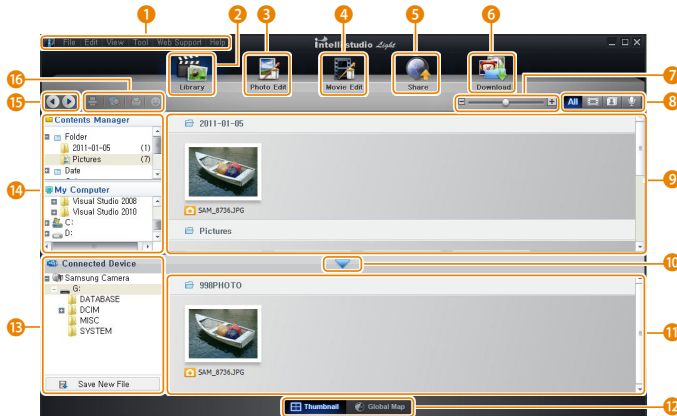 1
2
3
4
5
6
File Edit View Tool Web Support Help
Intelli-studio Light
Library
Photo Edit
Movie Edit
Share
Download
16
7
15
All
8
Contents Manager
Folder
2011-01-05 (1)
Pictures (7)
Date
2011-01-05
SAM_8736.JPG
Pictures
9
14
My Computer
Visual Studio 2008
Visual Studio 2010
C:
D:
10
Connected Device
Samsung Camera
G:
DATABASE
DCIM
MISC
SYSTEM
998PHOTO
SAM_8736.JPG
11
13
Save New File
Thumbnail
Global Map
12